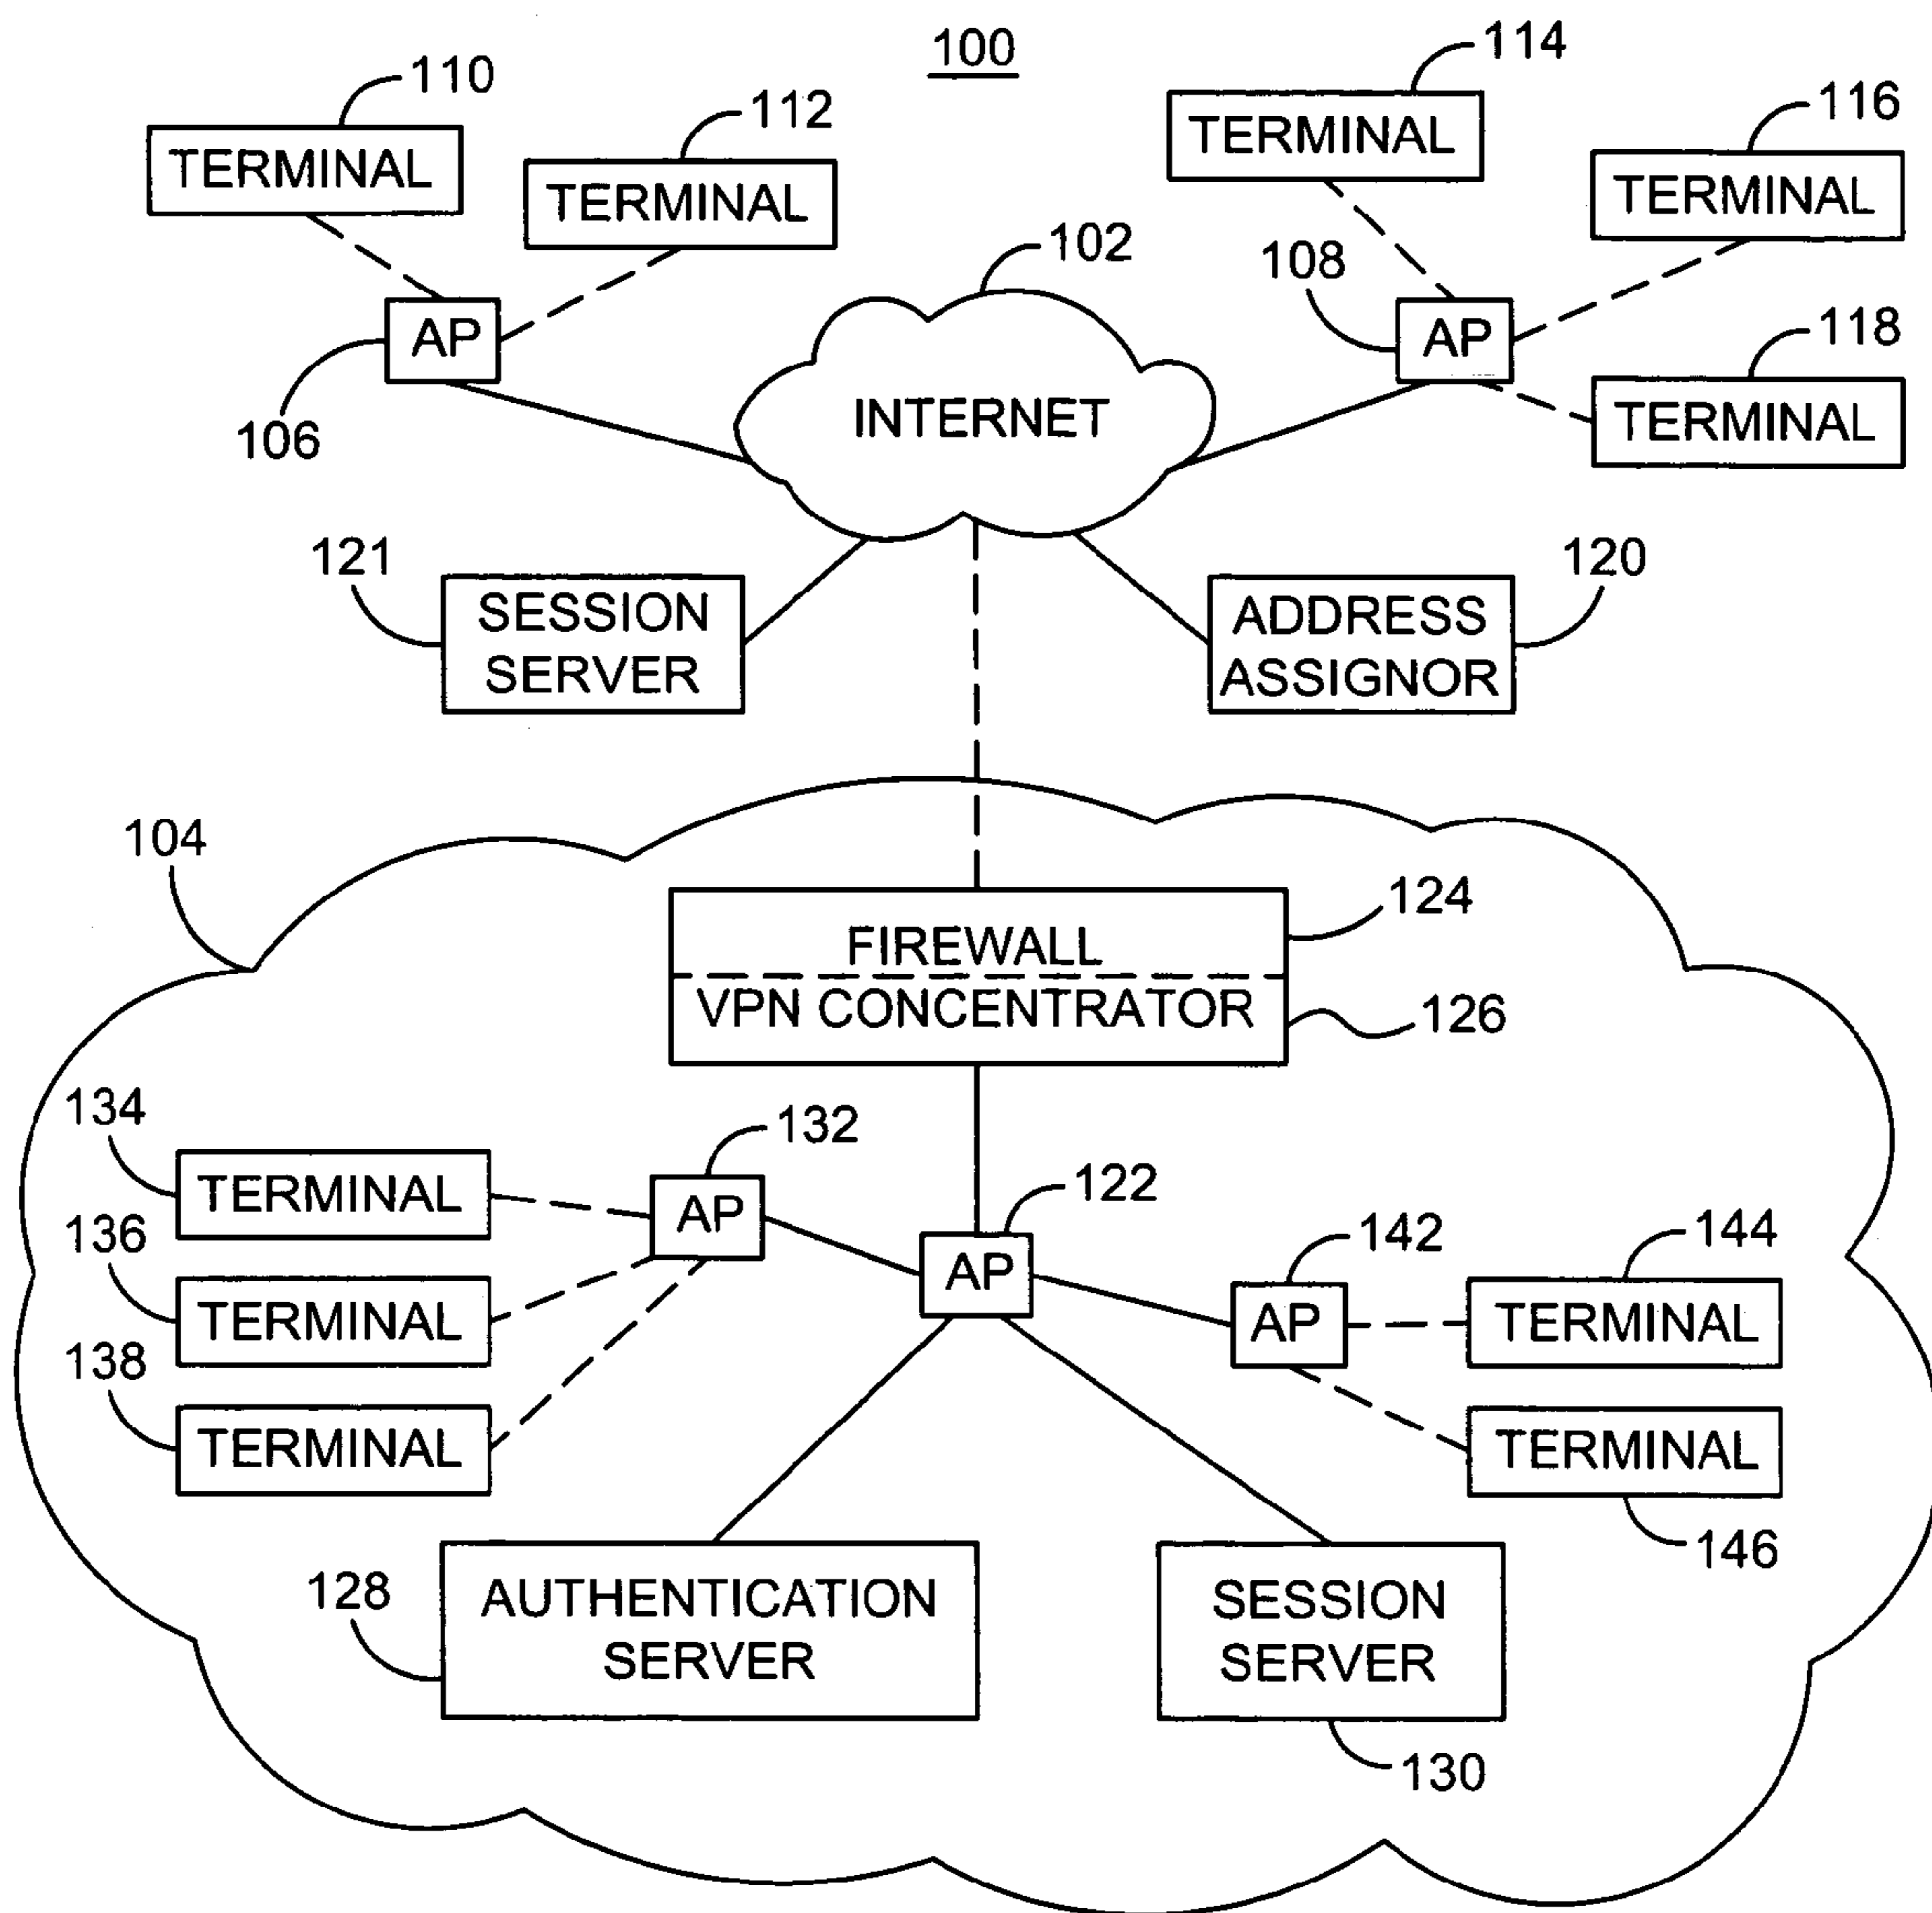 100
110
112
114
116
TERMINAL
TERMINAL
TERMINAL
TERMINAL
102
108
118
AP
AP
106
INTERNET
TERMINAL
121
SESSION
SERVER
120
ADDRESS
ASSIGNOR
104
124
FIREWALL
VPN CONCENTRATOR
126
134
TERMINAL
132
AP
122
AP
142
AP
144
TERMINAL
136
TERMINAL
138
TERMINAL
TERMINAL
146
128
AUTHENTICATION
SERVER
SESSION
SERVER
130